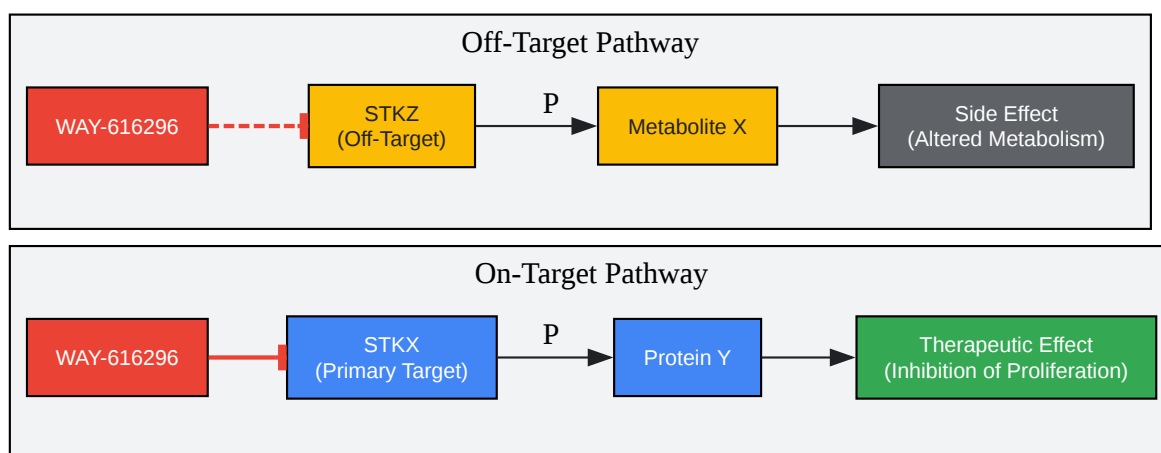 Off-Target Pathway
WAY-616296
STKZ
(Off-Target)
P
Metabolite X
Side Effect
(Altered Metabolism)
On-Target Pathway
WAY-616296
STKX
(Primary Target)
P
Protein Y
Therapeutic Effect
(Inhibition of Proliferation)